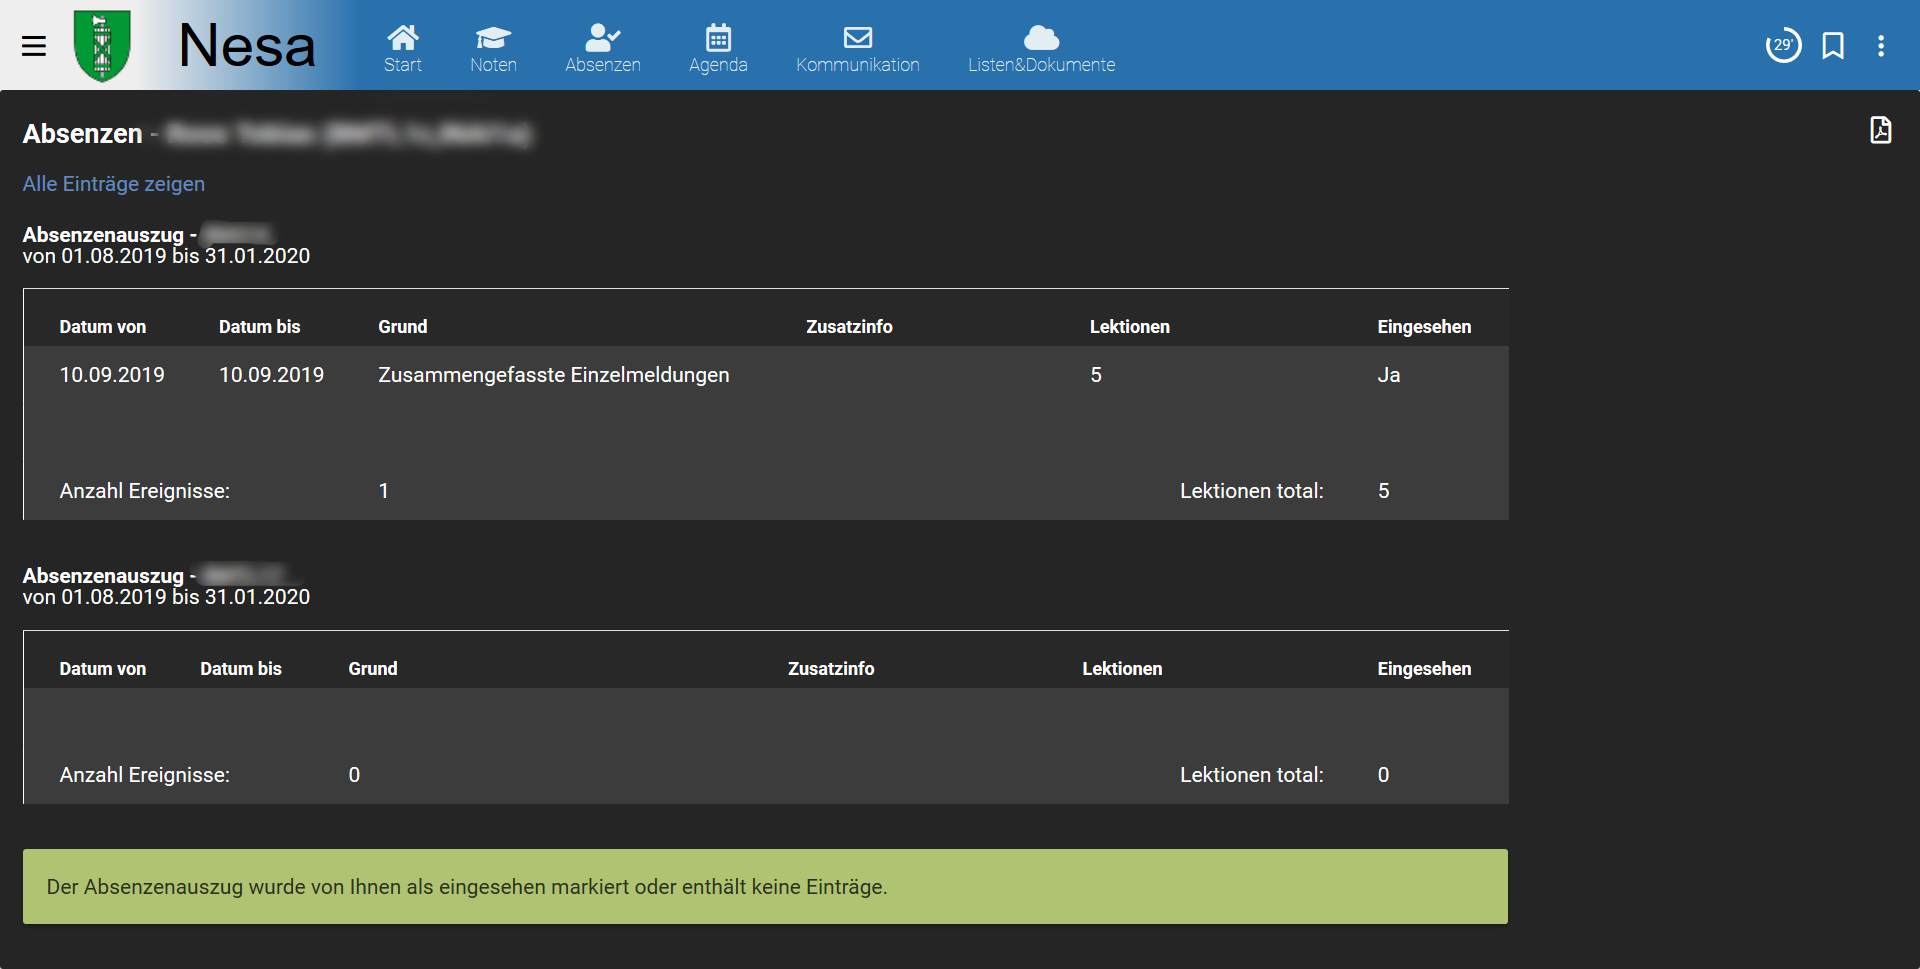 Nesa
Start Noten Absenzen Agenda Kommunikation Listen&Dokumente
29'
Absenzen -
Alle Einträge zeigen
Absenzenauszug -
von 01.08.2019 bis 31.01.2020
Datum von Datum bis Grund Zusatzinfo Lektionen Eingesehen
10.09.2019 10.09.2019 Zusammengefasste Einzelmeldungen 5 Ja
Anzahl Ereignisse: 1 Lektionen total: 5
Absenzenauszug -
von 01.08.2019 bis 31.01.2020
Datum von Datum bis Grund Zusatzinfo Lektionen Eingesehen
Anzahl Ereignisse: 0 Lektionen total: 0
Der Absenzenauszug wurde von Ihnen als eingesehen markiert oder enthält keine Einträge.